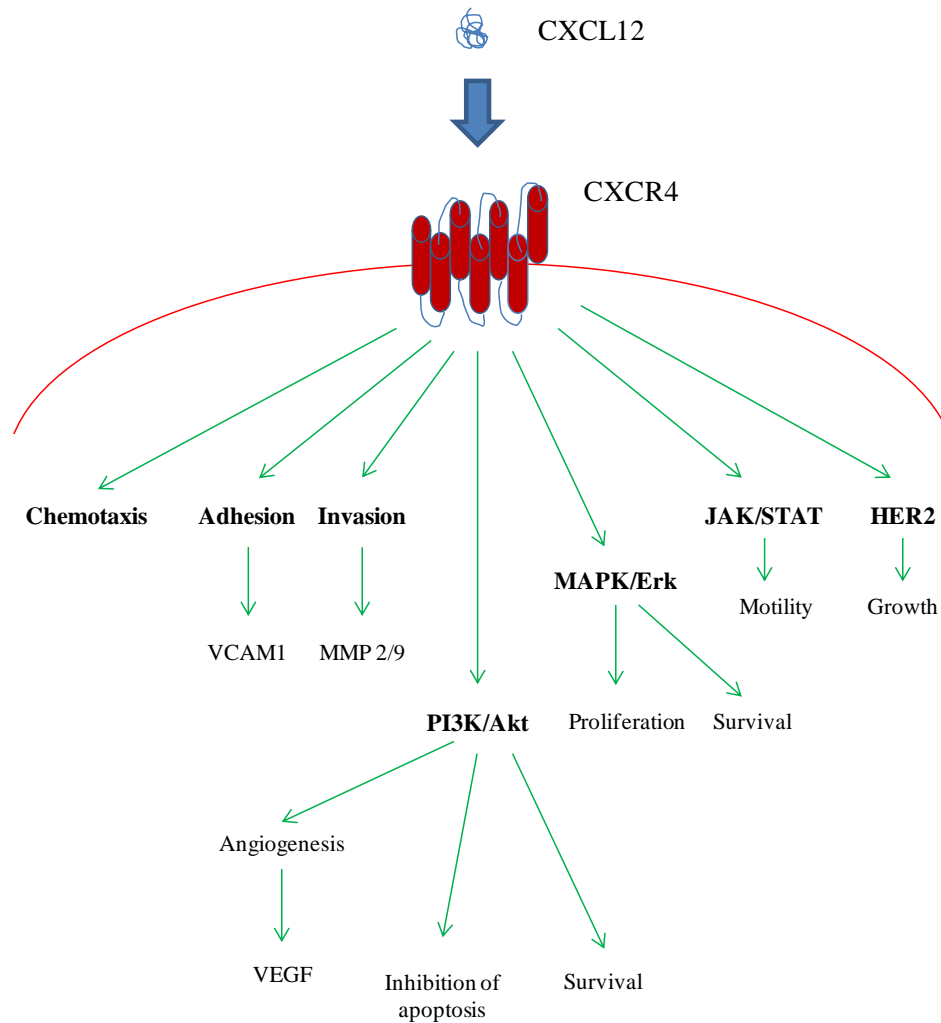 CXCL12
CXCR4
Chemotaxis
Adhesion
Invasion
JAK/STAT
HER2
MAPK/Erk
Motility
Growth
VCAM1
MMP 2/9
PI3K/Akt
Proliferation
Survival
Angiogenesis
VEGF
Inhibition of
apoptosis
Survival